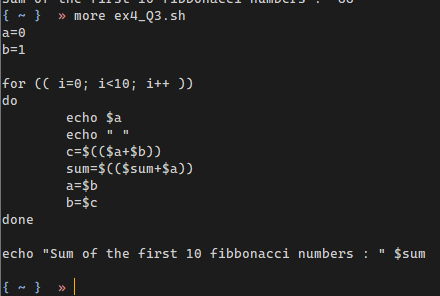 Sum of the first 10 fibbonacci numbers :  88
{ ~ }  » more ex4_Q3.sh
a=0
b=1
for (( i=0; i<10; i++ ))
do
        echo $a
        echo " "
        c=$(($a+$b))
        sum=$(($sum+$a))
        a=$b
        b=$c
done
echo "Sum of the first 10 fibbonacci numbers : " $sum
{ ~ }  »